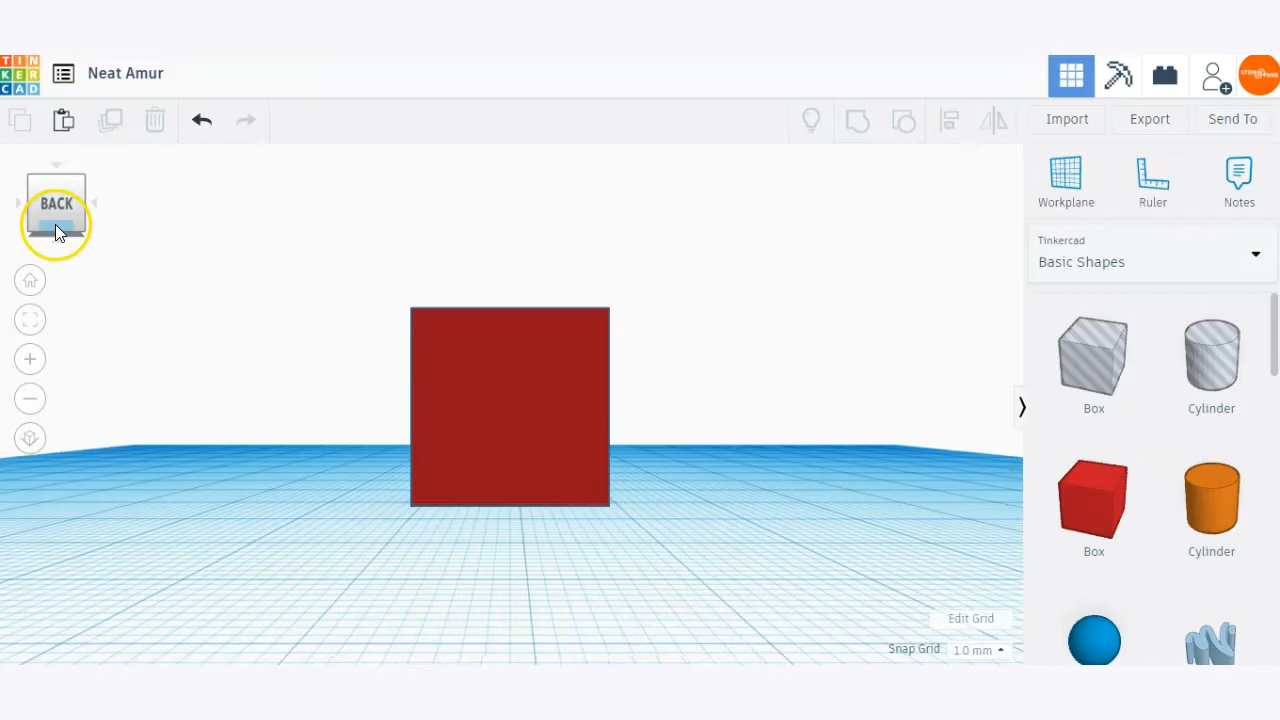 TIN
KER
CAD
Neat Amur
Import
Export
Send To
BACK
Workplane
Ruler
Notes
Tinkercad
Basic Shapes
Box
Cylinder
Box
Cylinder
Edit Grid
Snap Grid
1.0 mm